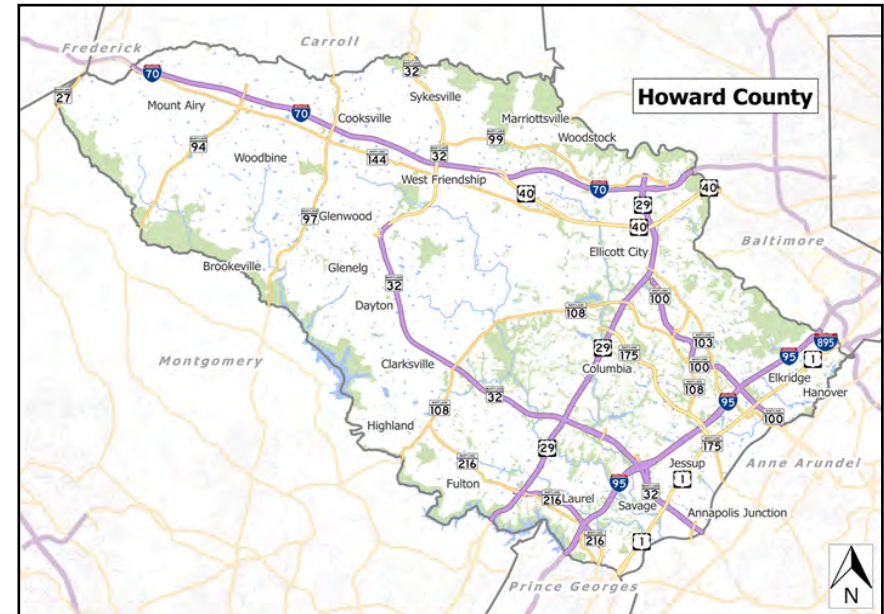 Frederick
Carroll
Howard County
70
32
27
Mount Airy
Sykesville
70
Cooksville
Marriottsville
Woodstock
94
99
Woodbine
144
32
West Friendship
40
70
40
29
97
Glenwood
40
Ellicott City
Baltimore
Brookeville
Glenelg
32
100
Dayton
108
103
895
95
1
29
175
Montgomery
Clarksville
Columbia
100
Elkridge
32
108
Hanover
95
108
100
Highland
29
175
216
Jessup
Anne Arundel
Fulton
95
1
216
Laurel
32
Savage
Annapolis Junction
216
1
Prince Georges
N